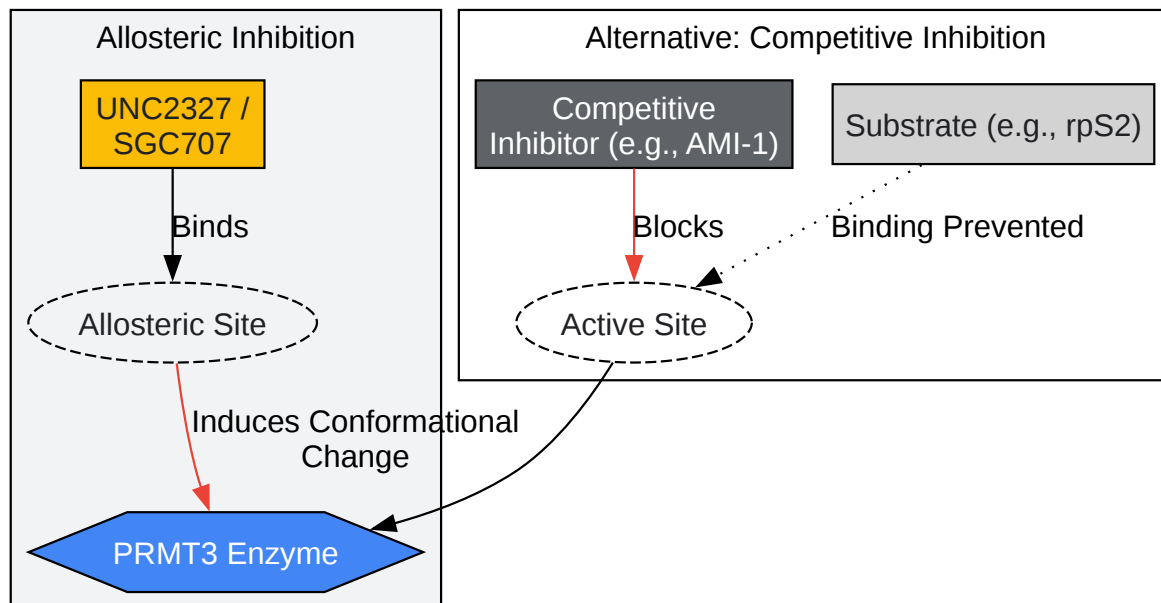 Allosteric Inhibition
UNC2327 /
SGC707
Binds
Allosteric Site
Induces Conformational
Change
PRMT3 Enzyme
Alternative: Competitive Inhibition
Competitive
Inhibitor (e.g., AMI-1)
Substrate (e.g., rpS2)
Blocks
Binding Prevented
Active Site